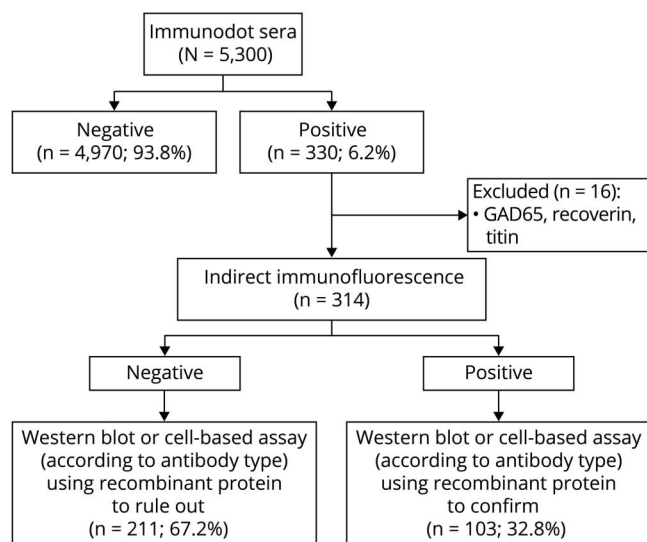 Immunodot sera
(N = 5,300)
Negative
(n = 4,970; 93.8%)
Positive
(n = 330; 6.2%)
Excluded (n = 16):
• GAD65, recoverin,
titin
Indirect immunofluorescence
(n = 314)
Negative
Positive
Western blot or cell-based assay
(according to antibody type)
using recombinant protein
to rule out
(n = 211; 67.2%)
Western blot or cell-based assay
(according to antibody type)
using recombinant protein
to confirm
(n = 103; 32.8%)